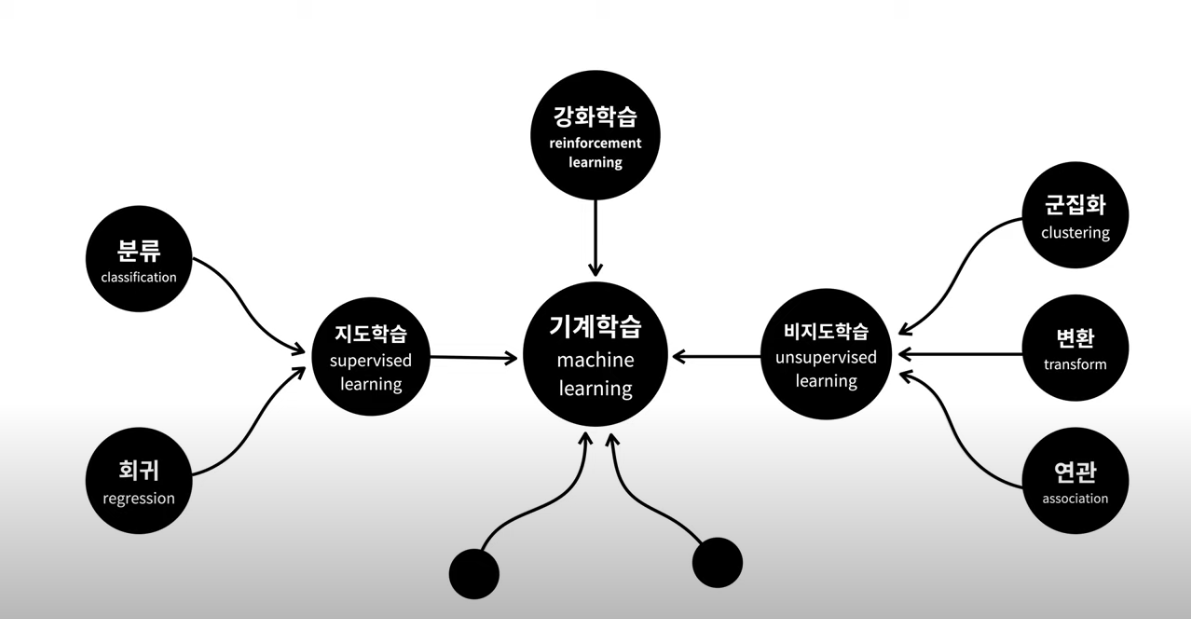 강화학습
reinforcement
learning
분류
classification
회귀
regression
지도학습
supervised
learning
기계학습
machine
learning
비지도학습
unsupervised
learning
군집화
clustering
변환
transform
연관
association